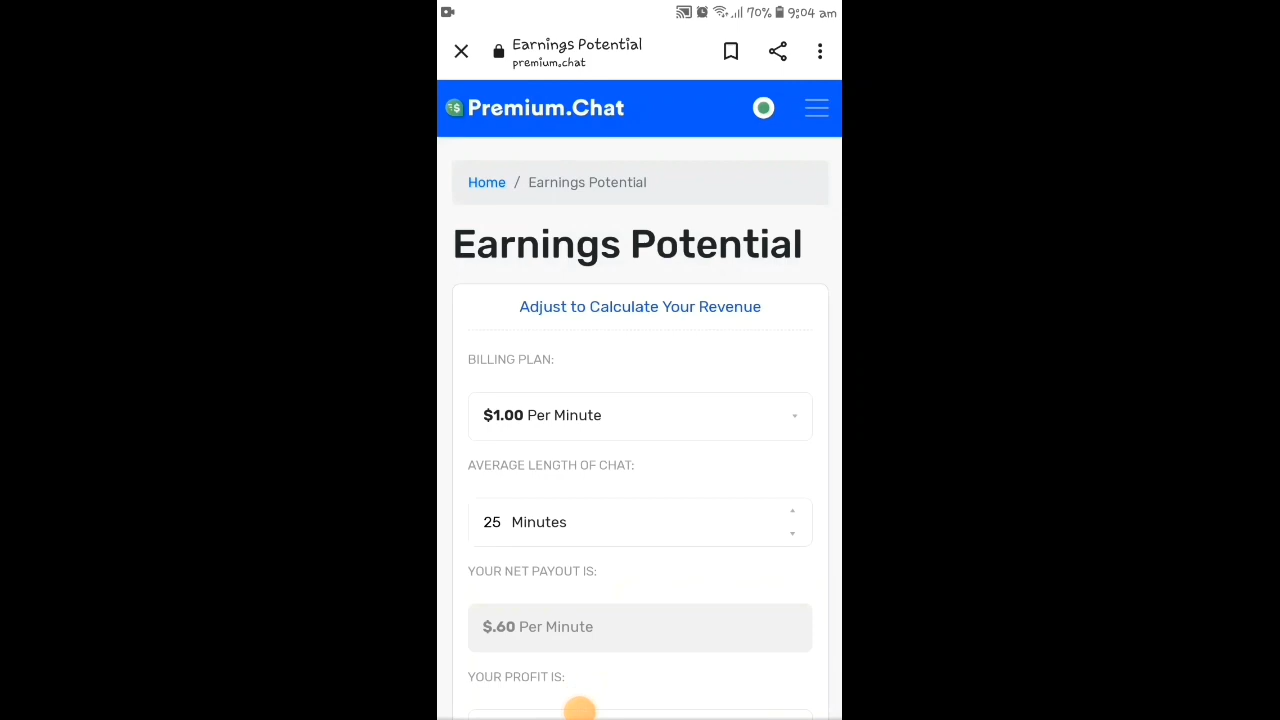 70% 9:04 am
Earnings Potential
premium.chat
Premium.Chat
Home / Earnings Potential
Earnings Potential
Adjust to Calculate Your Revenue
BILLING PLAN:
$1.00 Per Minute
AVERAGE LENGTH OF CHAT:
25 Minutes
YOUR NET PAYOUT IS:
$.60 Per Minute
YOUR PROFIT IS: